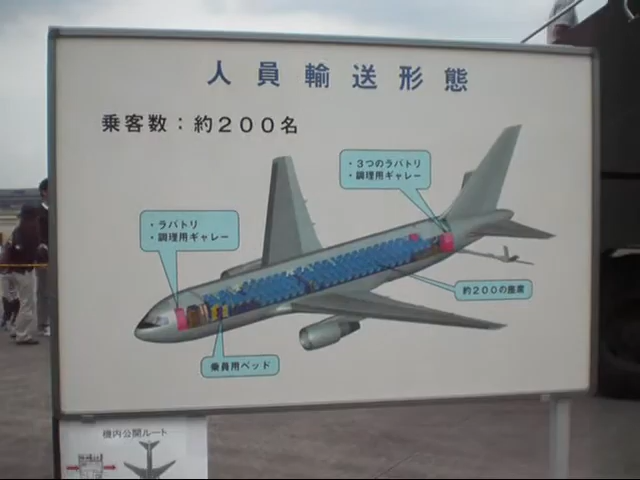 人員輸送形態
乗客数：約２００名
・３つのラバトリ
・調理用ギャレー
・ラバトリ
・調理用ギャレー
約２００の座席
乗員用ベッド
機内公開ルート